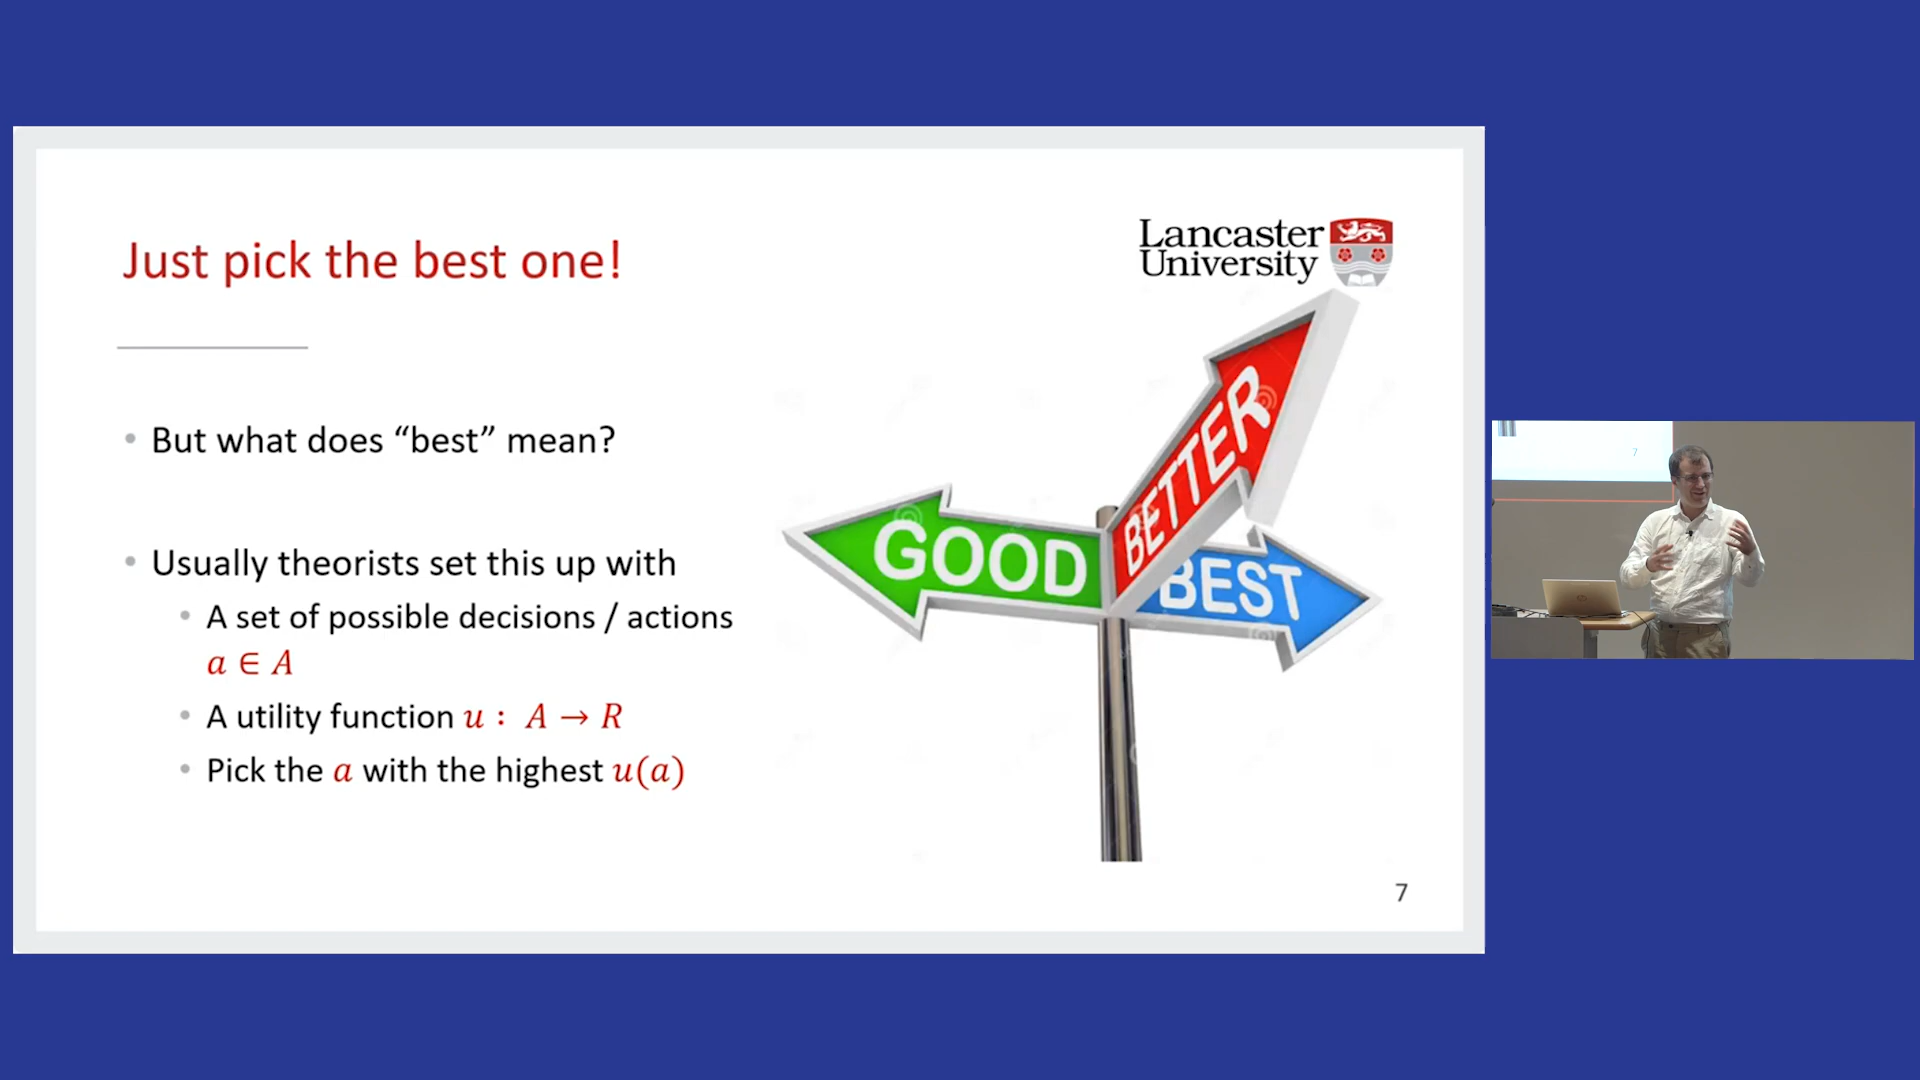 Just pick the best one!
Lancaster
University
• But what does “best” mean?
• Usually theorists set this up with
• A set of possible decisions / actions
a ∈ A
• A utility function u : A → R
• Pick the a with the highest u(a)
GOOD
BETTER
BEST
7
7